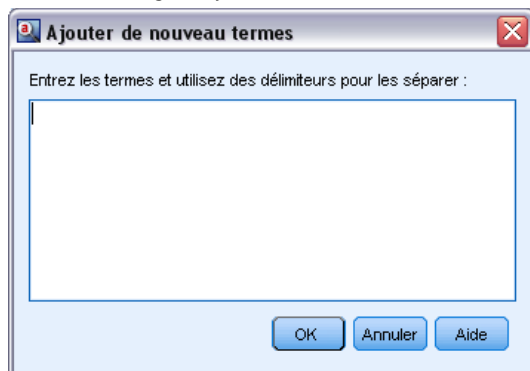 Ajouter de nouveau termes
Entrez les termes et utilisez des délimiteurs pour les séparer :
OK Annuler Aide